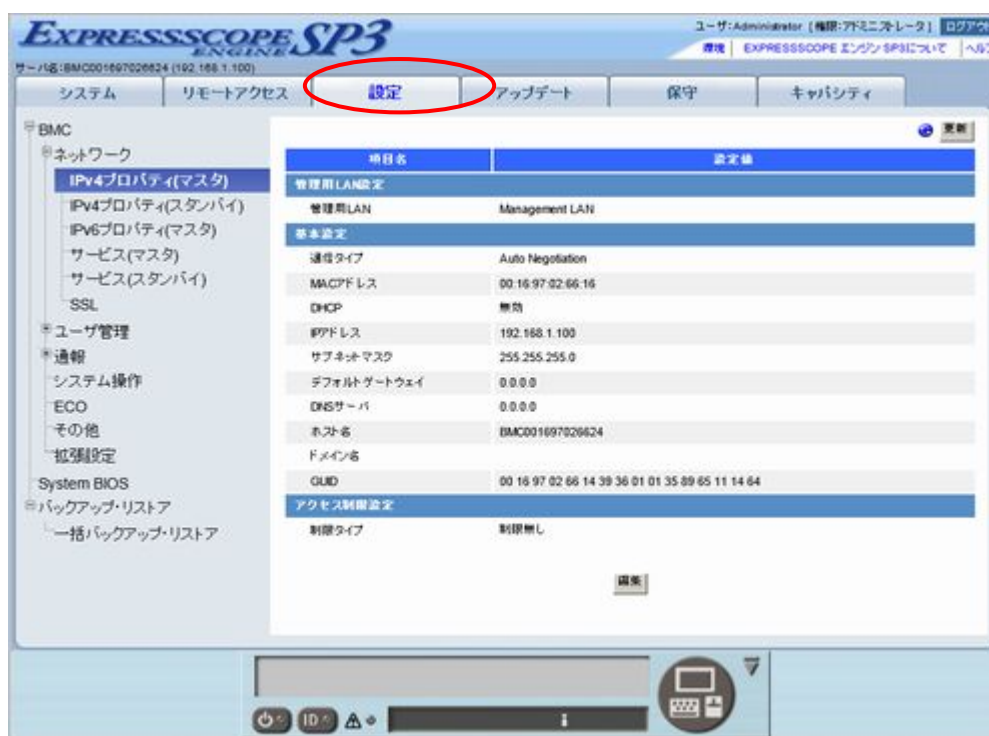 EXPRESSSCOPE
ENGINE SP3
ユーザ:Administrator [権限:アドミニストレータ] ログアウ
環境 EXPRESSSCOPE エンジン SP3について ヘル
サーバ名:BMC001697026624 (192.168.1.100)
システム リモートアクセス 設定 アップデート 保守 キャパシティ
BMC
更新
ネットワーク
項目名 設定値
IPv4プロパティ(マスタ)
管理用LAN設定
IPv4プロパティ(スタンバイ)
管理用LAN Management LAN
IPv6プロパティ(マスタ)
基本設定
サービス(マスタ)
通信タイプ Auto Negotiation
サービス(スタンバイ)
MACアドレス 00:16:97:02:66:16
SSL
DHCP 無効
ユーザ管理
IPアドレス 192.168.1.100
通報
サブネットマスク 255.255.255.0
システム操作
デフォルトゲートウェイ 0.0.0.0
ECO
DNSサーバ 0.0.0.0
その他
ホスト名 BMC001697026624
拡張設定
ドメイン名
System BIOS
GUID 00 16 97 02 66 14 39 36 01 01 35 89 65 11 14 64
バックアップ・リストア
アクセス制限設定
一括バックアップ・リストア
制限タイプ 制限無し
編集
ID